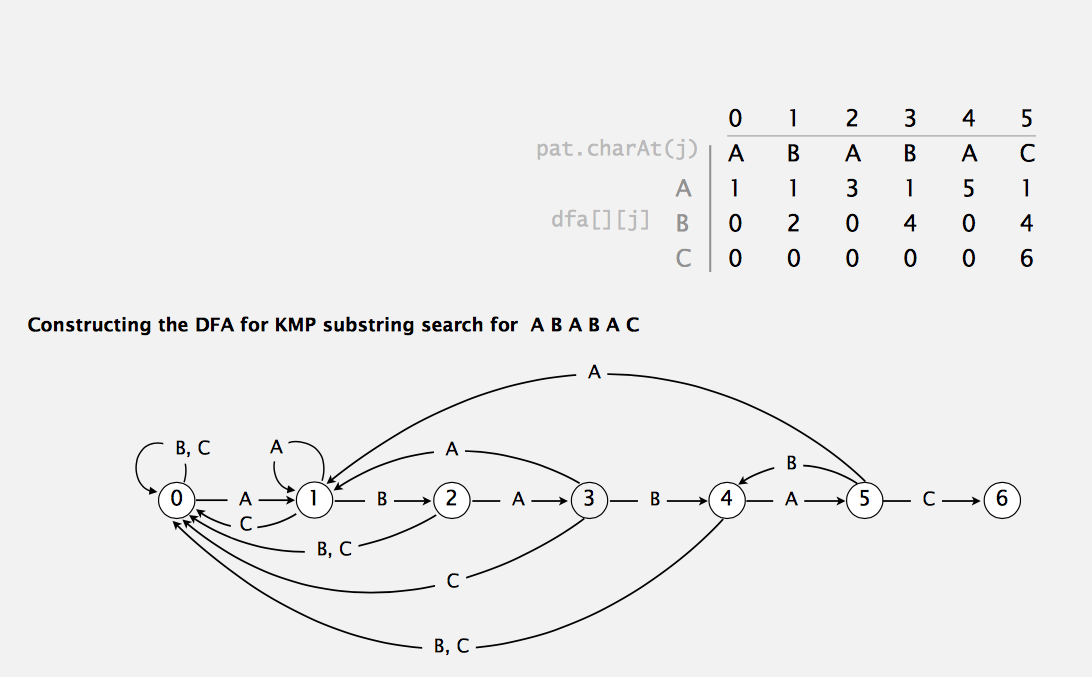 0 1 2 3 4 5
pat.charAt(j) A B A B A C
A 1 1 3 1 5 1
dfa[][j] B 0 2 0 4 0 4
C 0 0 0 0 0 6
Constructing the DFA for KMP substring search for A B A B A C
A
B, C A A B
0 A 1 B 2 A 3 B 4 A 5 C 6
C
B, C
C
B, C